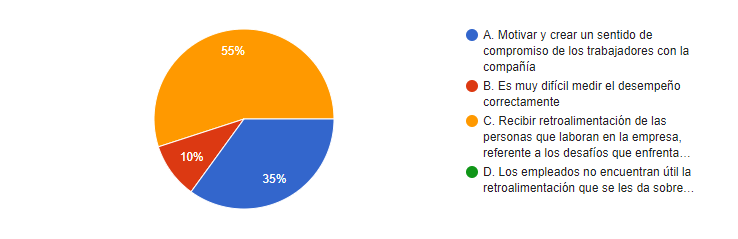 55%
10%
35%
A. Motivar y crear un sentido de
compromiso de los trabajadores con la
compañía
B. Es muy difícil medir el desempeño
correctamente
C. Recibir retroalimentación de las
personas que laboran en la empresa,
referente a los desafíos que enfrenta…
D. Los empleados no encuentran útil la
retroalimentación que se les da sobre…